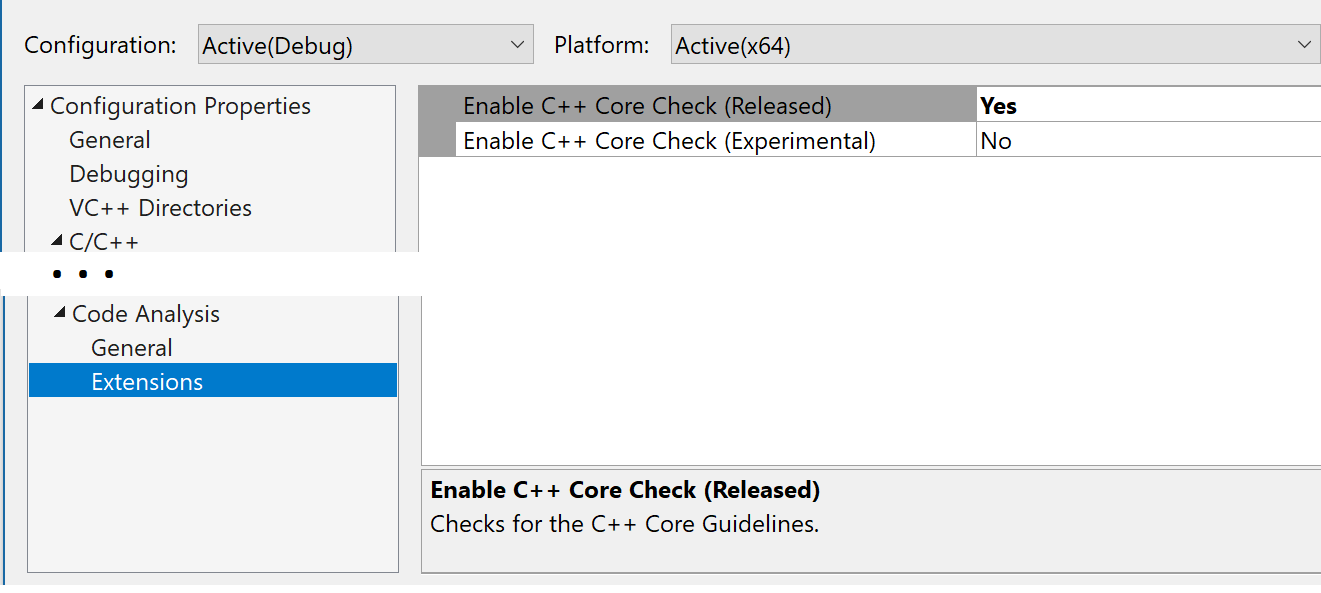 Configuration: Active(Debug) Platform: Active(x64)
Configuration Properties
General
Debugging
VC++ Directories
C/C++
• • •
Code Analysis
General
Extensions
Enable C++ Core Check (Released) Yes
Enable C++ Core Check (Experimental) No
Enable C++ Core Check (Released)
Checks for the C++ Core Guidelines.